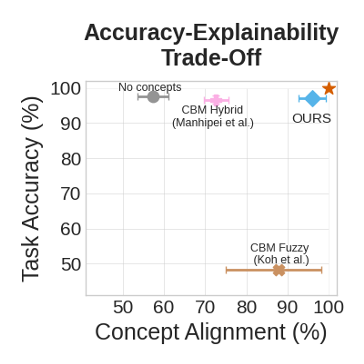 Accuracy-Explainability
Trade-Off
Task Accuracy (%)
100
90
80
70
60
50
No concepts
CBM Hybrid
(Manhipei et al.)
OURS
CBM Fuzzy
(Koh et al.)
50 60 70 80 90 100
Concept Alignment (%)